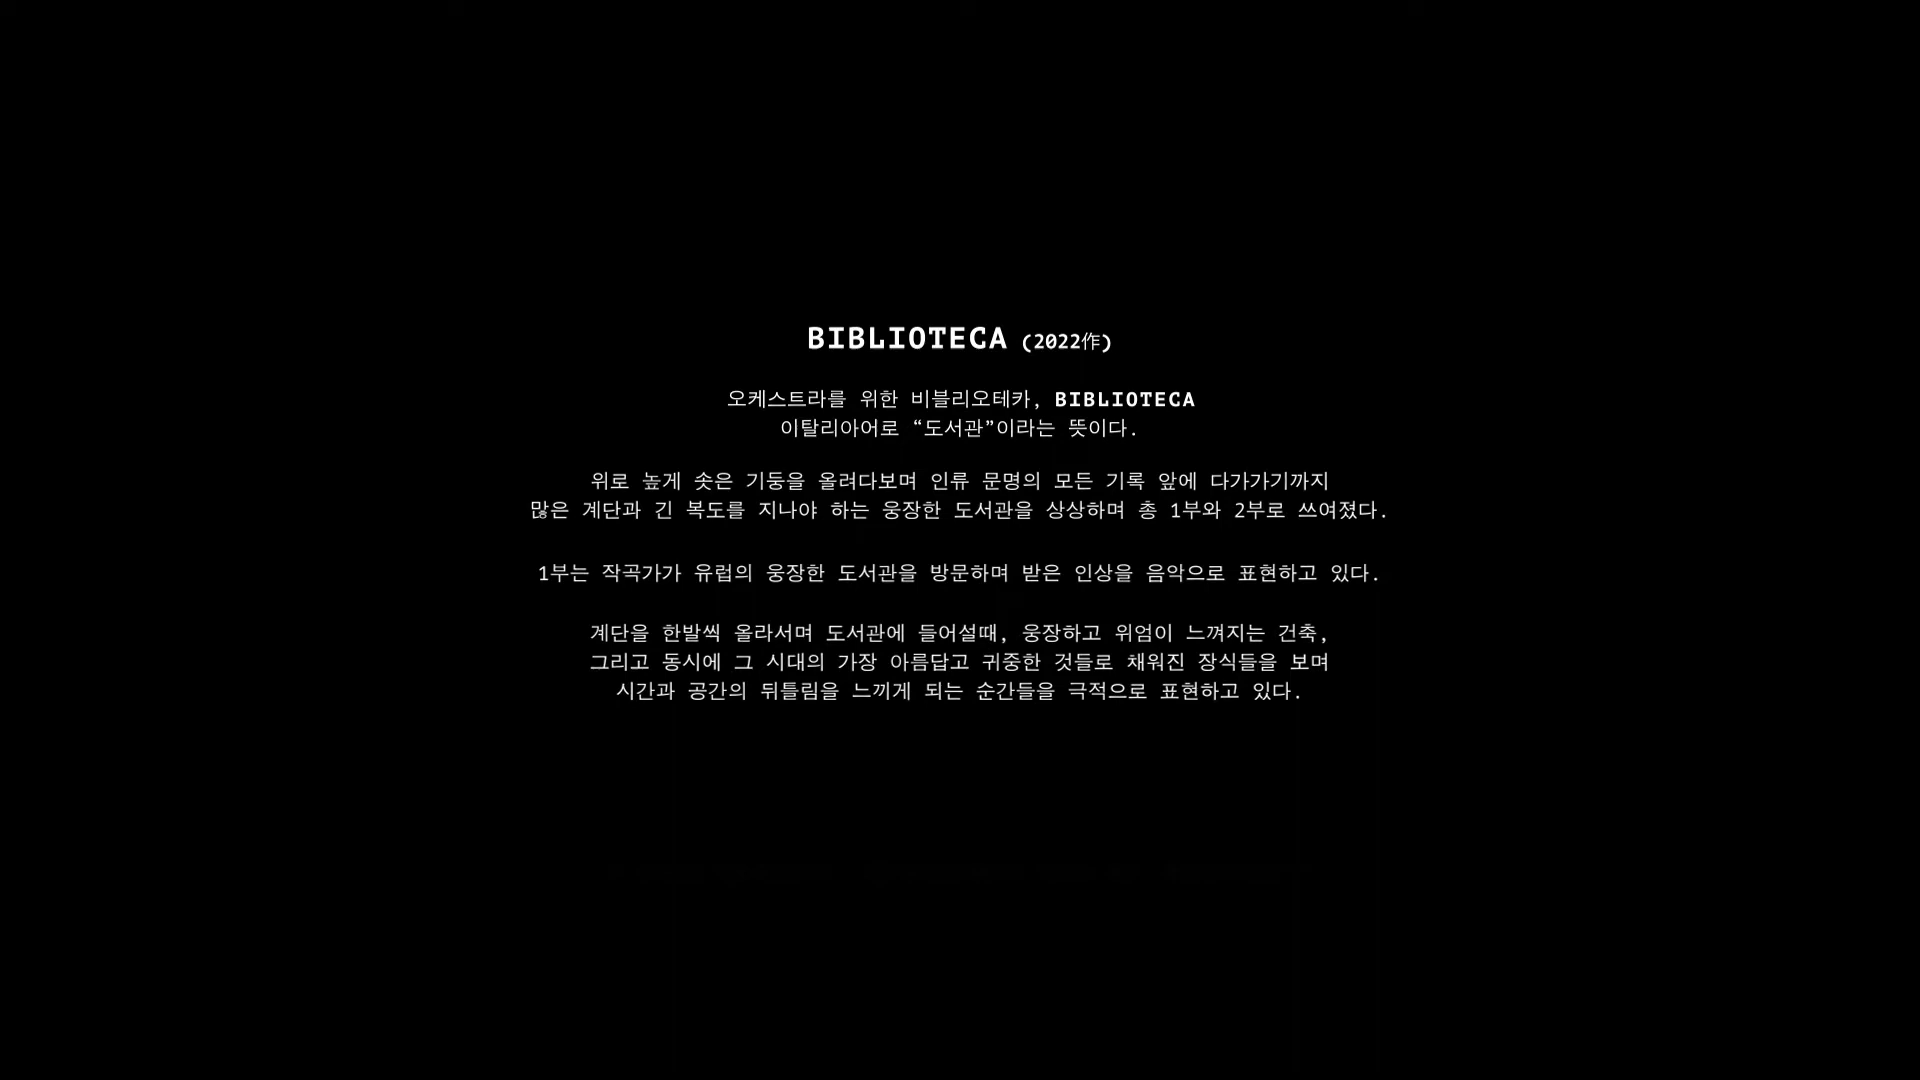 BIBLIOTECA (2022作)
오케스트라를 위한 비블리오테카, BIBLIOTECA
이탈리아어로 “도서관”이라는 뜻이다.
위로 높게 솟은 기둥을 올려다보며 인류 문명의 모든 기록 앞에 다가가기까지
많은 계단과 긴 복도를 지나야 하는 웅장한 도서관을 상상하며 총 1부와 2부로 쓰여졌다.
1부는 작곡가가 유럽의 웅장한 도서관을 방문하며 받은 인상을 음악으로 표현하고 있다.
계단을 한발씩 올라서며 도서관에 들어설때, 웅장하고 위엄이 느껴지는 건축,
그리고 동시에 그 시대의 가장 아름답고 귀중한 것들로 채워진 장식들을 보며
시간과 공간의 뒤틀림을 느끼게 되는 순간들을 극적으로 표현하고 있다.